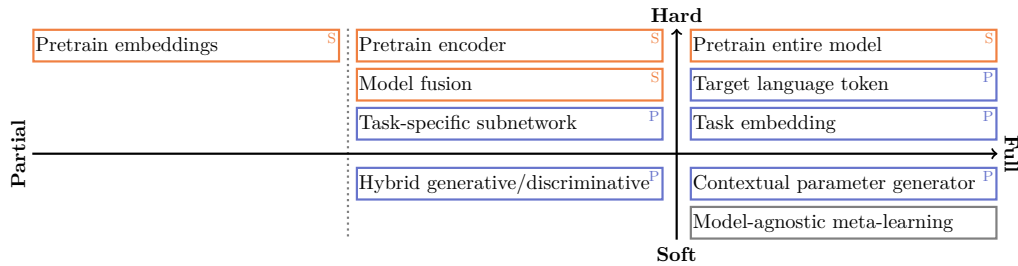 Hard
Pretrain embeddings S
Pretrain encoder S
Pretrain entire model S
Model fusion S
Target language token P
Task-specific subnetwork P
Task embedding P
Partial
Full
Hybrid generative/discriminative P
Contextual parameter generator P
Model-agnostic meta-learning
Soft